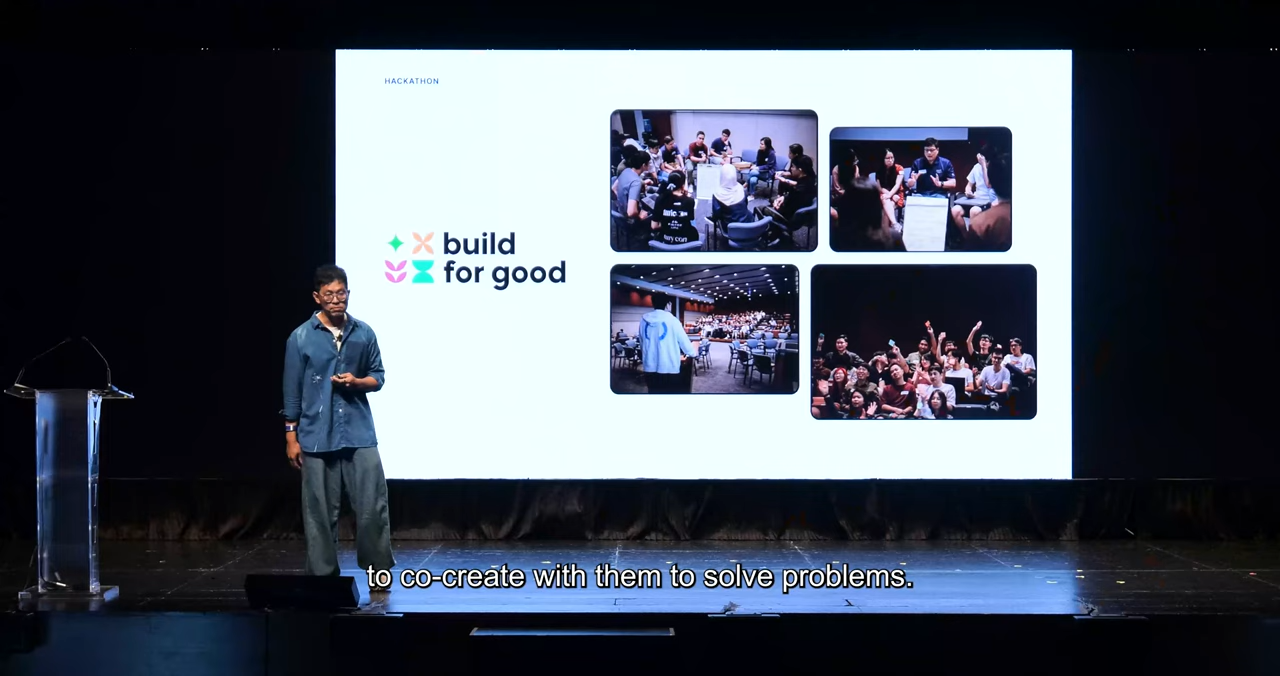 HACKATHON
build
for good
to co-create with them to solve problems.